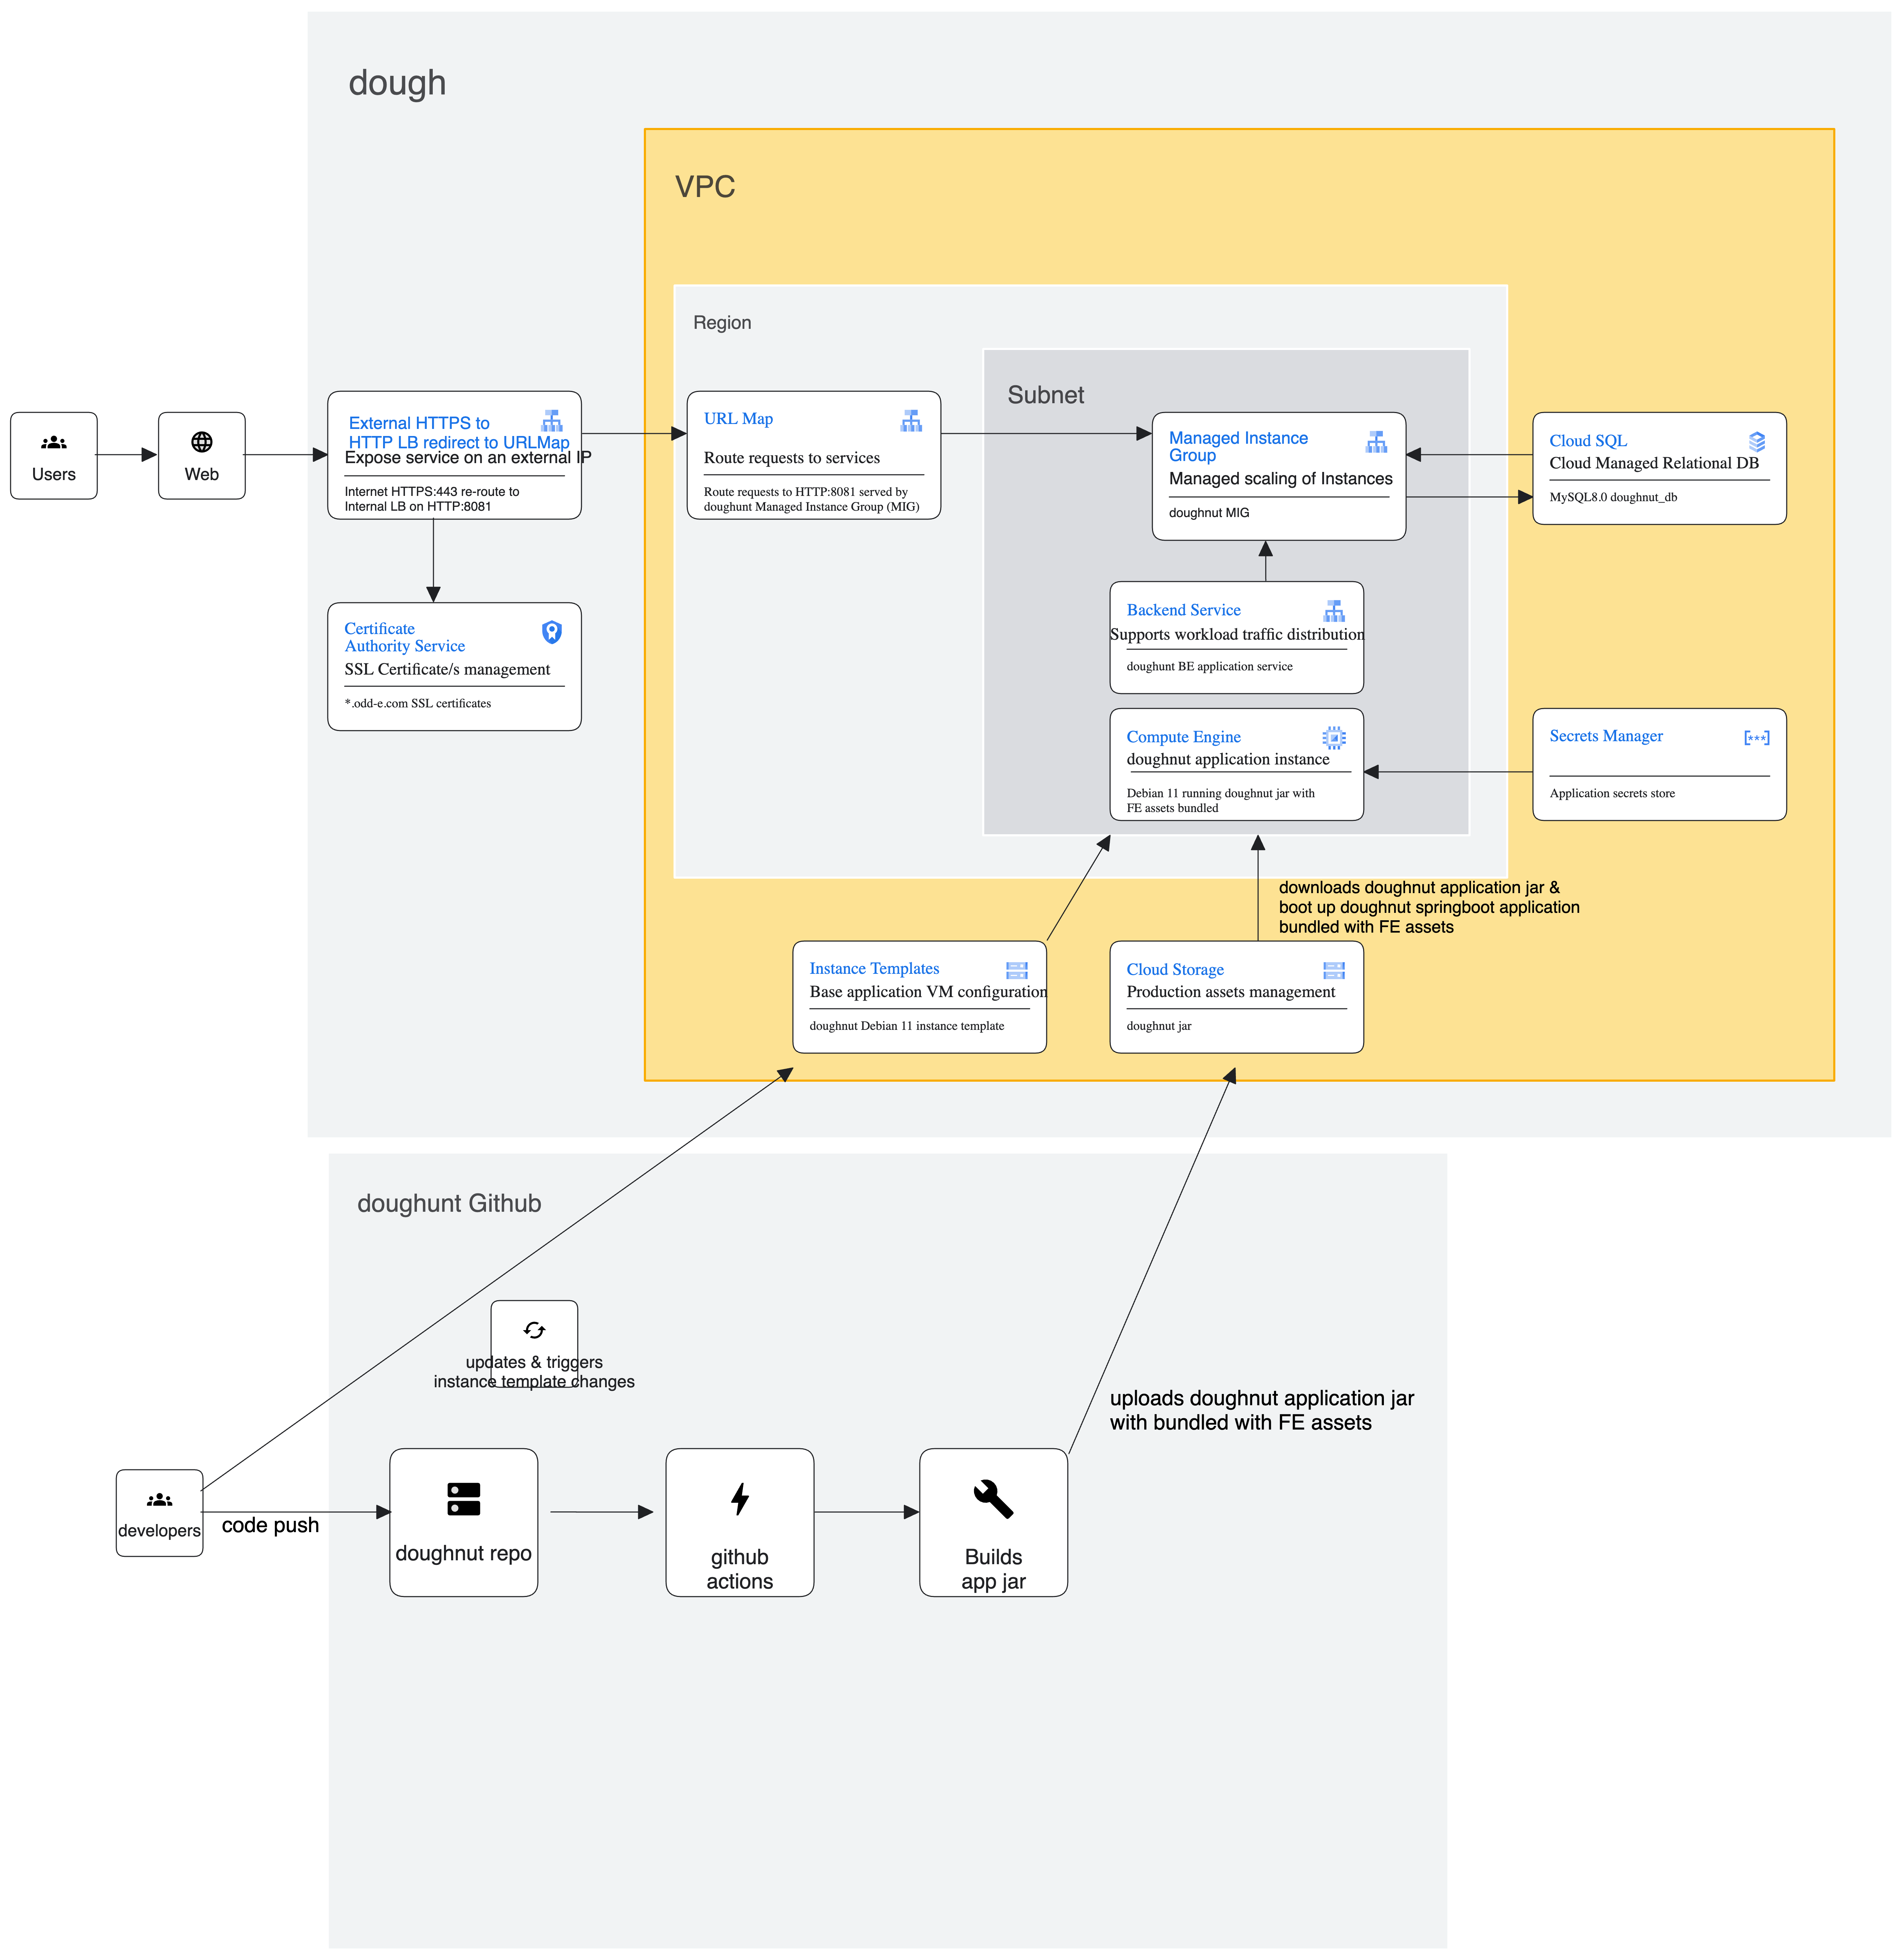 dough
VPC
Region
Subnet
Users
Web
External HTTPS to
HTTP LB redirect to URLMap
Expose service on an external IP
Internet HTTPS:443 re-route to
Internal LB on HTTP:8081
URL Map
Route requests to services
Route requests to HTTP:8081 served by
doughunt Managed Instance Group (MIG)
Managed Instance
Group
Managed scaling of Instances
doughnut MIG
Cloud SQL
Cloud Managed Relational DB
MySQL8.0 doughnut_db
Certificate
Authority Service
SSL Certificate/s management
*.odd-e.com SSL certificates
Backend Service
Supports workload traffic distribution
doughunt BE application service
Compute Engine
doughnut application instance
Debian 11 running doughnut jar with
FE assets bundled
Secrets Manager
[***]
Application secrets store
downloads doughnut application jar &
boot up doughnut springboot application
bundled with FE assets
Instance Templates
Base application VM configuration
doughnut Debian 11 instance template
Cloud Storage
Production assets management
doughnut jar
doughunt Github
updates & triggers
instance template changes
uploads doughnut application jar
with bundled with FE assets
developers
code push
doughnut repo
github
actions
Builds
app jar